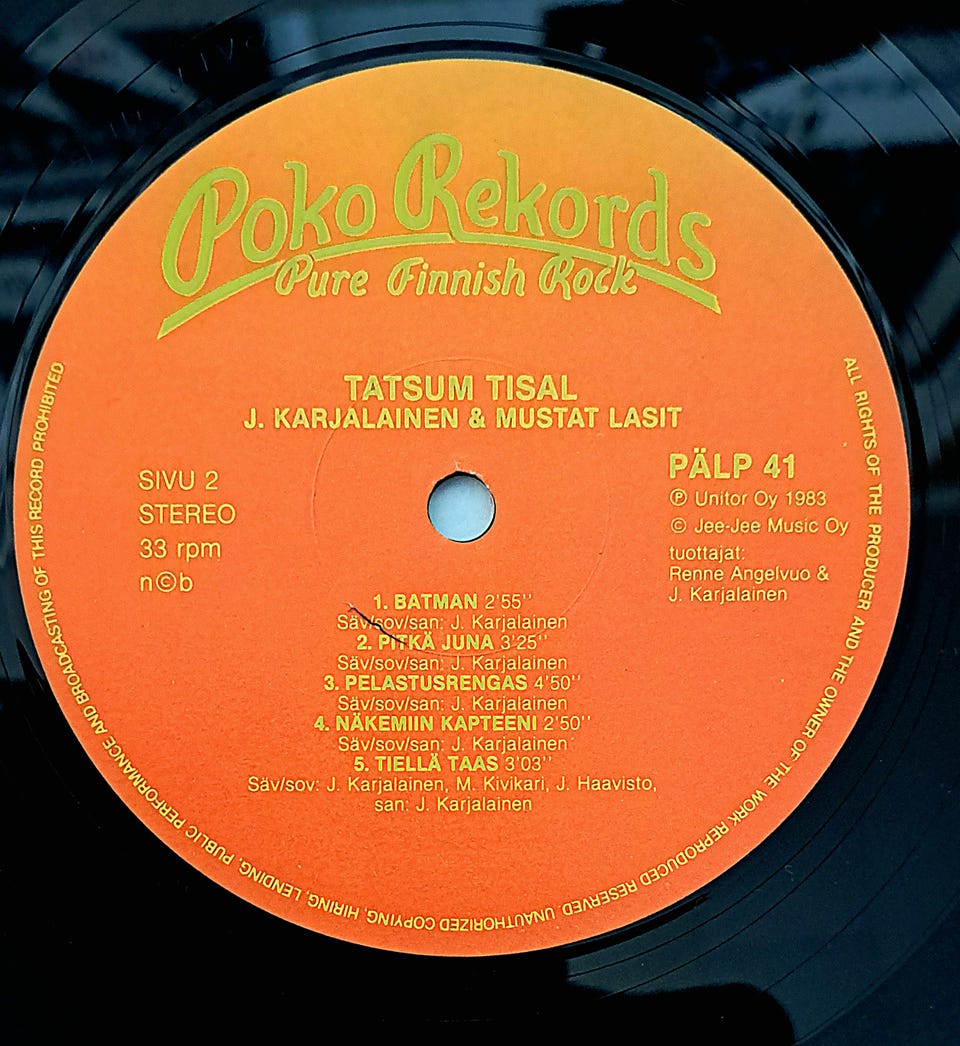 Poko Rekords
Pure Finnish Rock
TATSUM TISAL
J. KARJALAINEN & MUSTAT LASIT
SIVU 2
STEREO
33 rpm
n©b
PÄLP 41
℗ Unitor Oy 1983
© Jee-Jee Music Oy
tuottajat:
Renne Angelvuo &
J. Karjalainen
1. BATMAN 2'55''
Säv/sov/san: J. Karjalainen
2. PITKÄ JUNA 3'25''
Säv/sov/san: J. Karjalainen
3. PELASTUSRENGAS 4'50''
Säv/sov/san: J. Karjalainen
4. NÄKEMIIN KAPTEENI 2'50''
Säv/sov/san: J. Karjalainen
5. TIELLÄ TAAS 3'03''
Säv/sov: J. Karjalainen, M. Kivikari, J. Haavisto,
san: J. Karjalainen
ALL RIGHTS OF THE PRODUCER AND THE OWNER OF THE WORK REPRODUCED RESERVED. UNAUTHORIZED COPYING, HIRING, LENDING, PUBLIC PERFORMANCE AND BROADCASTING OF THIS RECORD PROHIBITED